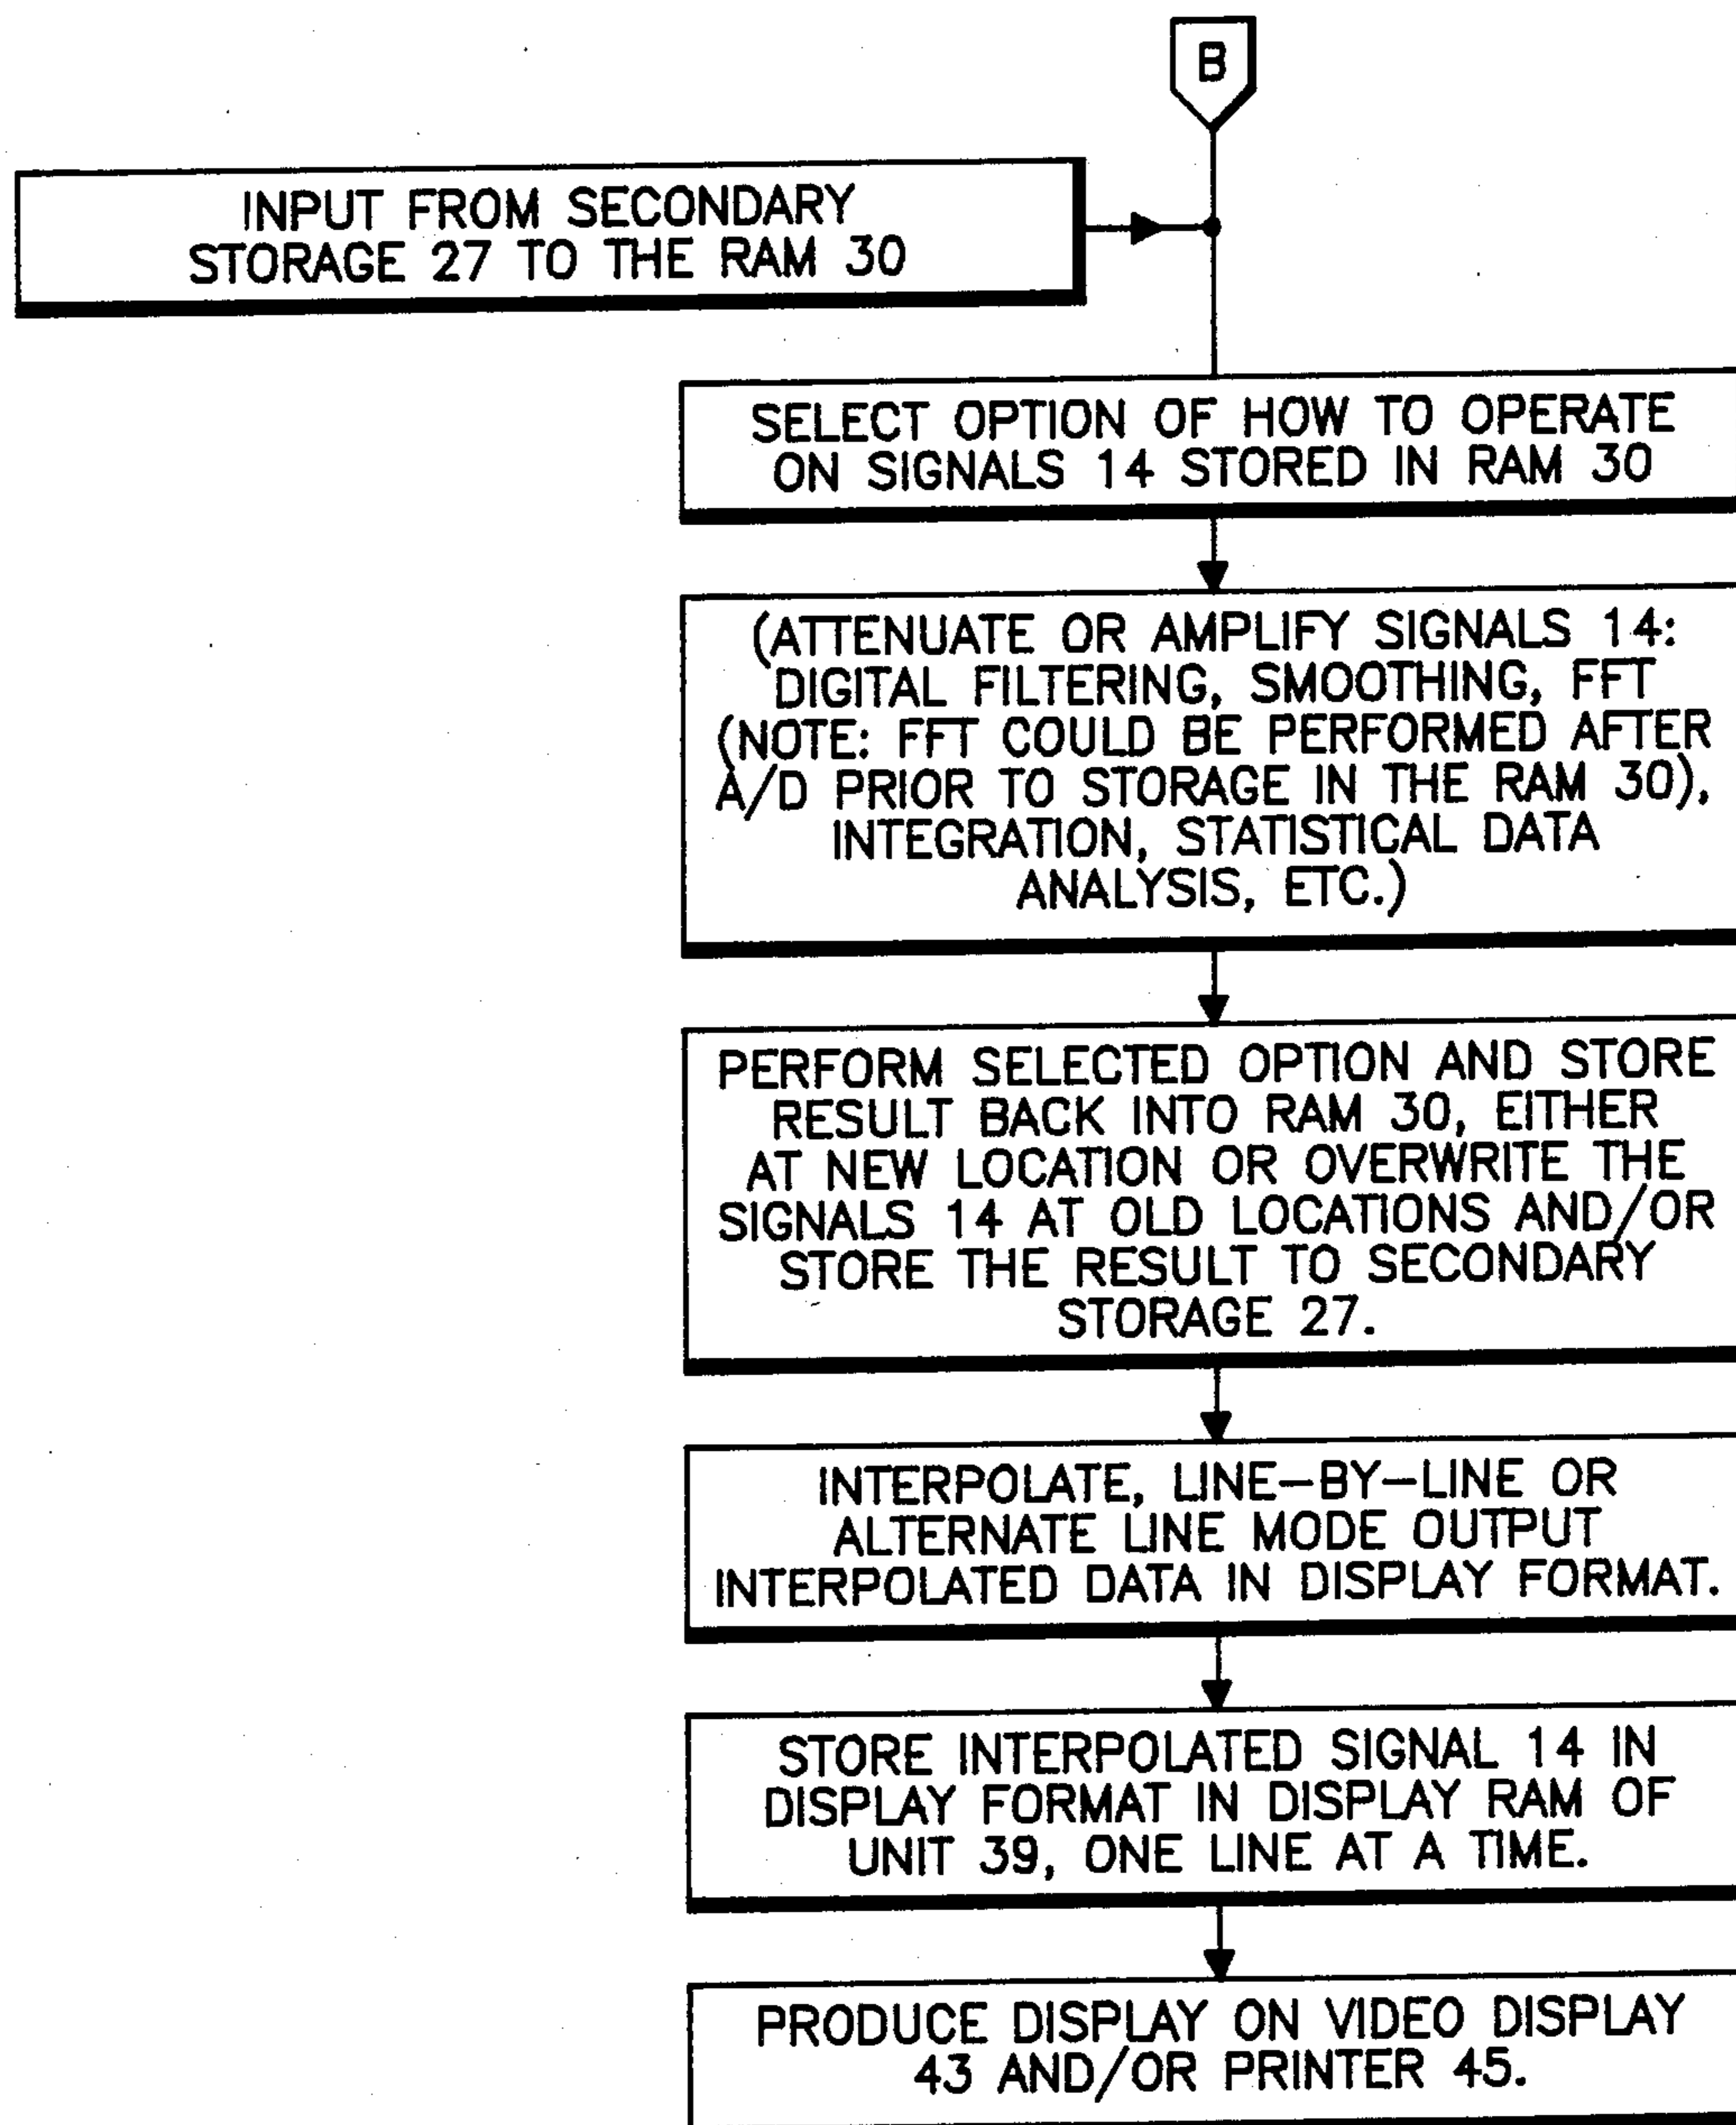 B
INPUT FROM SECONDARY
STORAGE 27 TO THE RAM 30
SELECT OPTION OF HOW TO OPERATE
ON SIGNALS 14 STORED IN RAM 30
(ATTENUATE OR AMPLIFY SIGNALS 14:
DIGITAL FILTERING, SMOOTHING, FFT
(NOTE: FFT COULD BE PERFORMED AFTER
A/D PRIOR TO STORAGE IN THE RAM 30),
INTEGRATION, STATISTICAL DATA
ANALYSIS, ETC.)
PERFORM SELECTED OPTION AND STORE
RESULT BACK INTO RAM 30, EITHER
AT NEW LOCATION OR OVERWRITE THE
SIGNALS 14 AT OLD LOCATIONS AND/OR
STORE THE RESULT TO SECONDARY
STORAGE 27.
INTERPOLATE, LINE-BY-LINE OR
ALTERNATE LINE MODE OUTPUT
INTERPOLATED DATA IN DISPLAY FORMAT.
STORE INTERPOLATED SIGNAL 14 IN
DISPLAY FORMAT IN DISPLAY RAM OF
UNIT 39, ONE LINE AT A TIME.
PRODUCE DISPLAY ON VIDEO DISPLAY
43 AND/OR PRINTER 45.